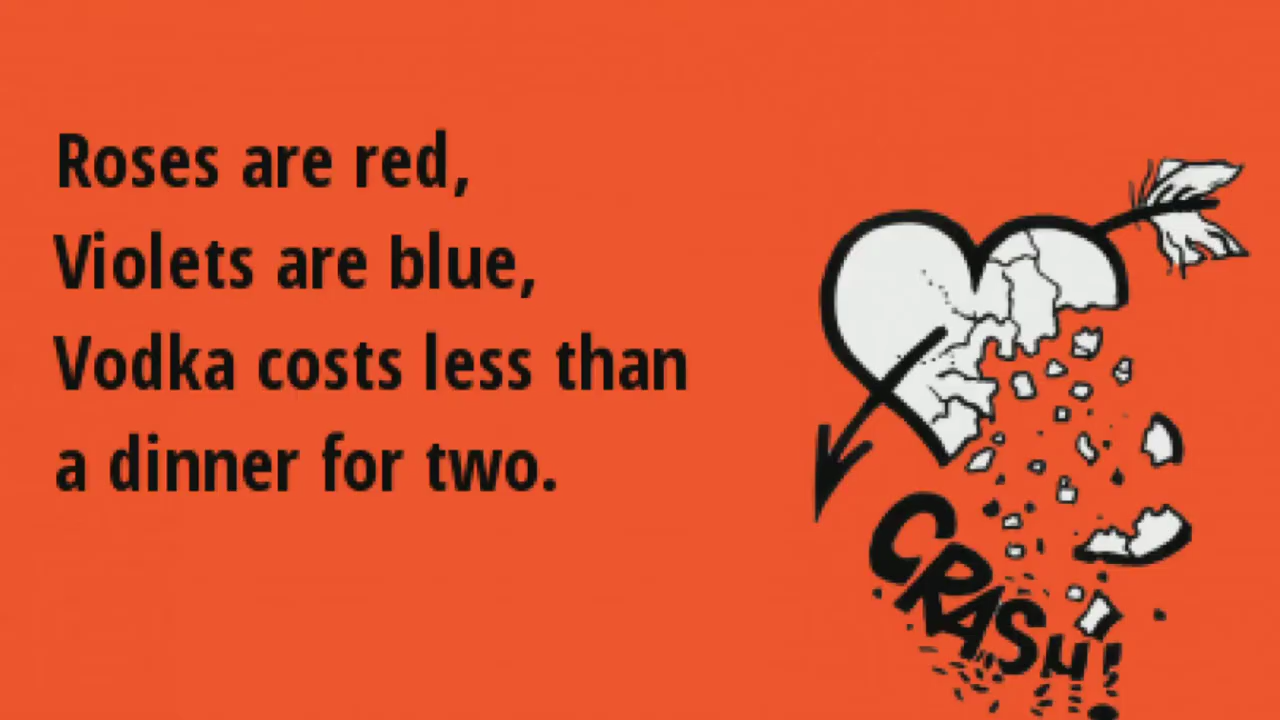 Roses are red,
Violets are blue,
Vodka costs less than
a dinner for two.
CRASH!